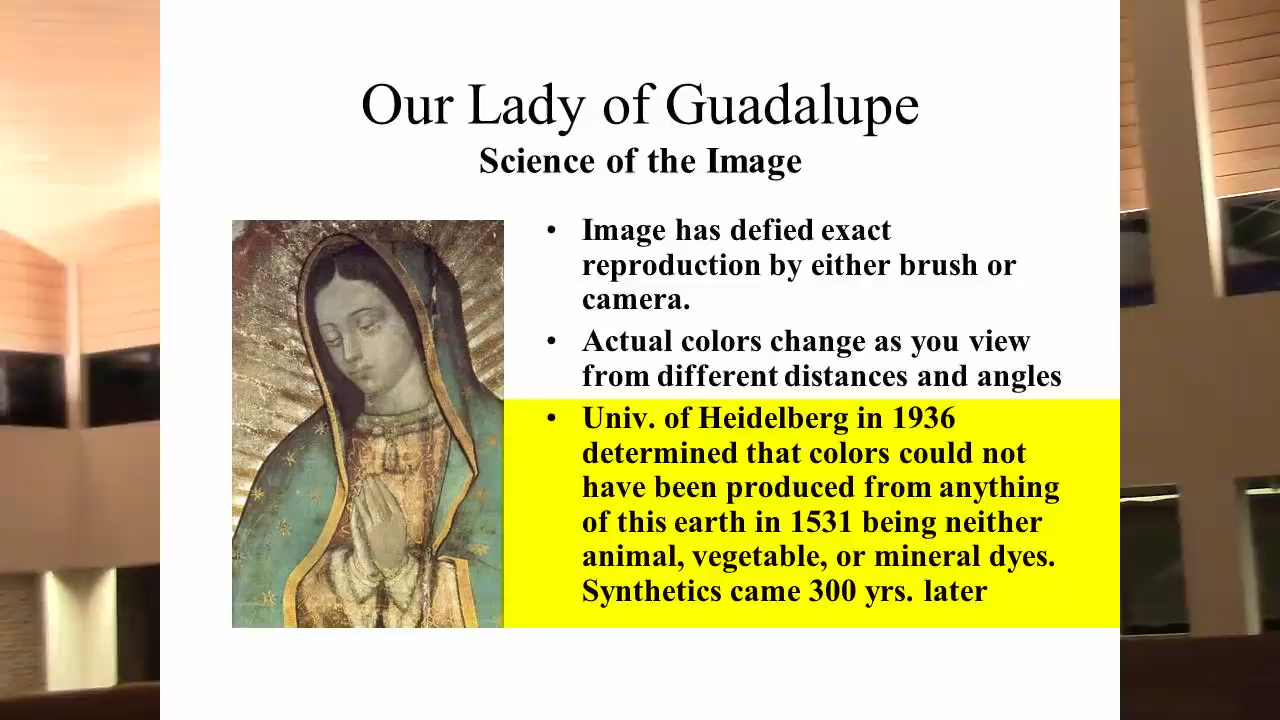 Our Lady of Guadalupe
Science of the Image
• Image has defied exact
reproduction by either brush or
camera.
• Actual colors change as you view
from different distances and angles
• Univ. of Heidelberg in 1936
determined that colors could not
have been produced from anything
of this earth in 1531 being neither
animal, vegetable, or mineral dyes.
Synthetics came 300 yrs. later